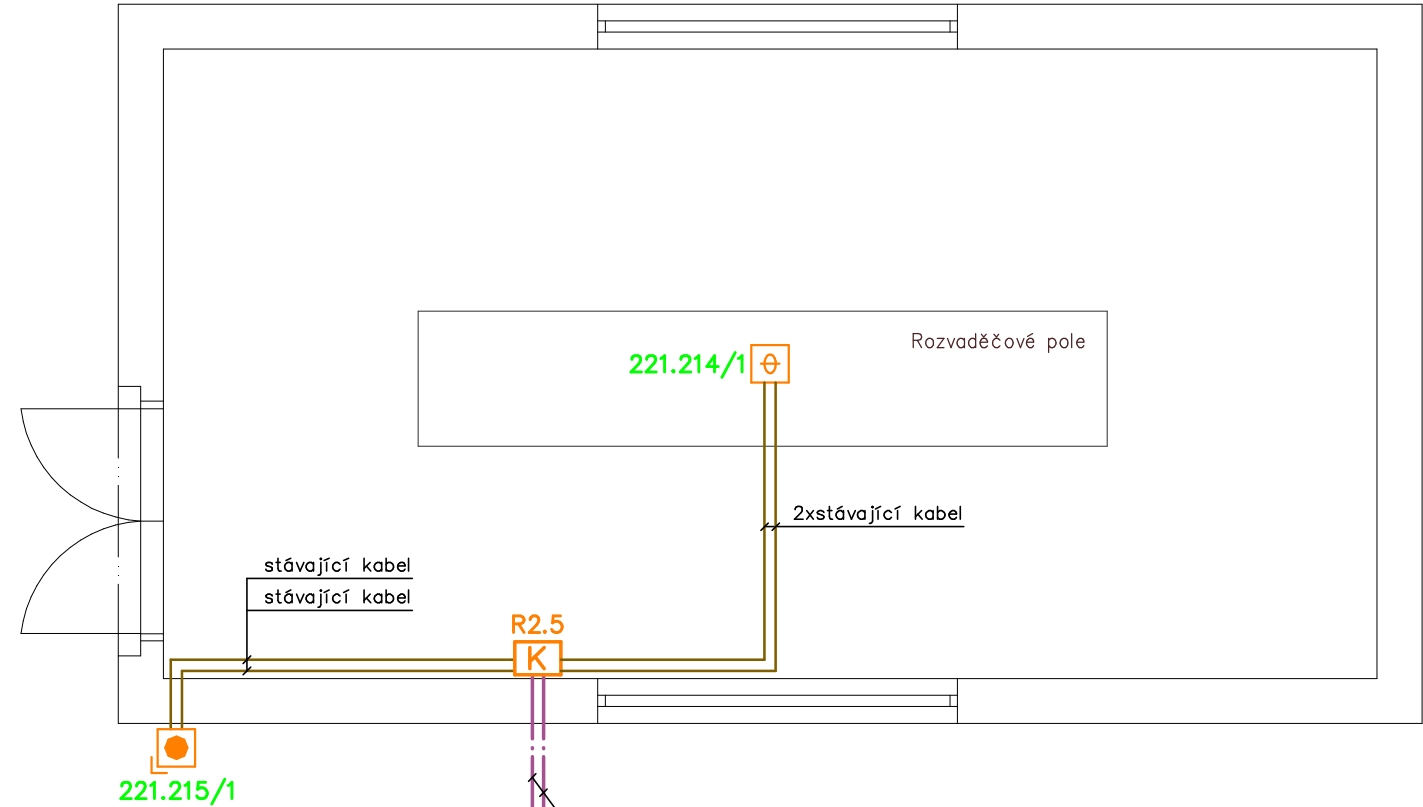 Rozvaděčové pole
221.214/1
2xstávající kabel
stávající kabel
stávající kabel
R2.5
K
221.215/1